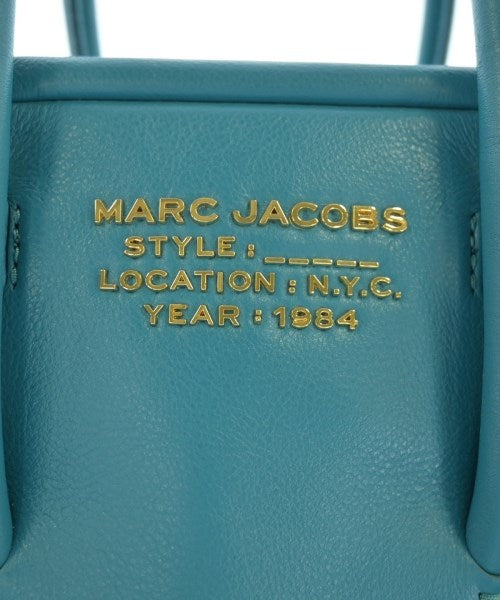 MARC JACOBS
STYLE : _____
LOCATION : N.Y.C.
YEAR : 1984